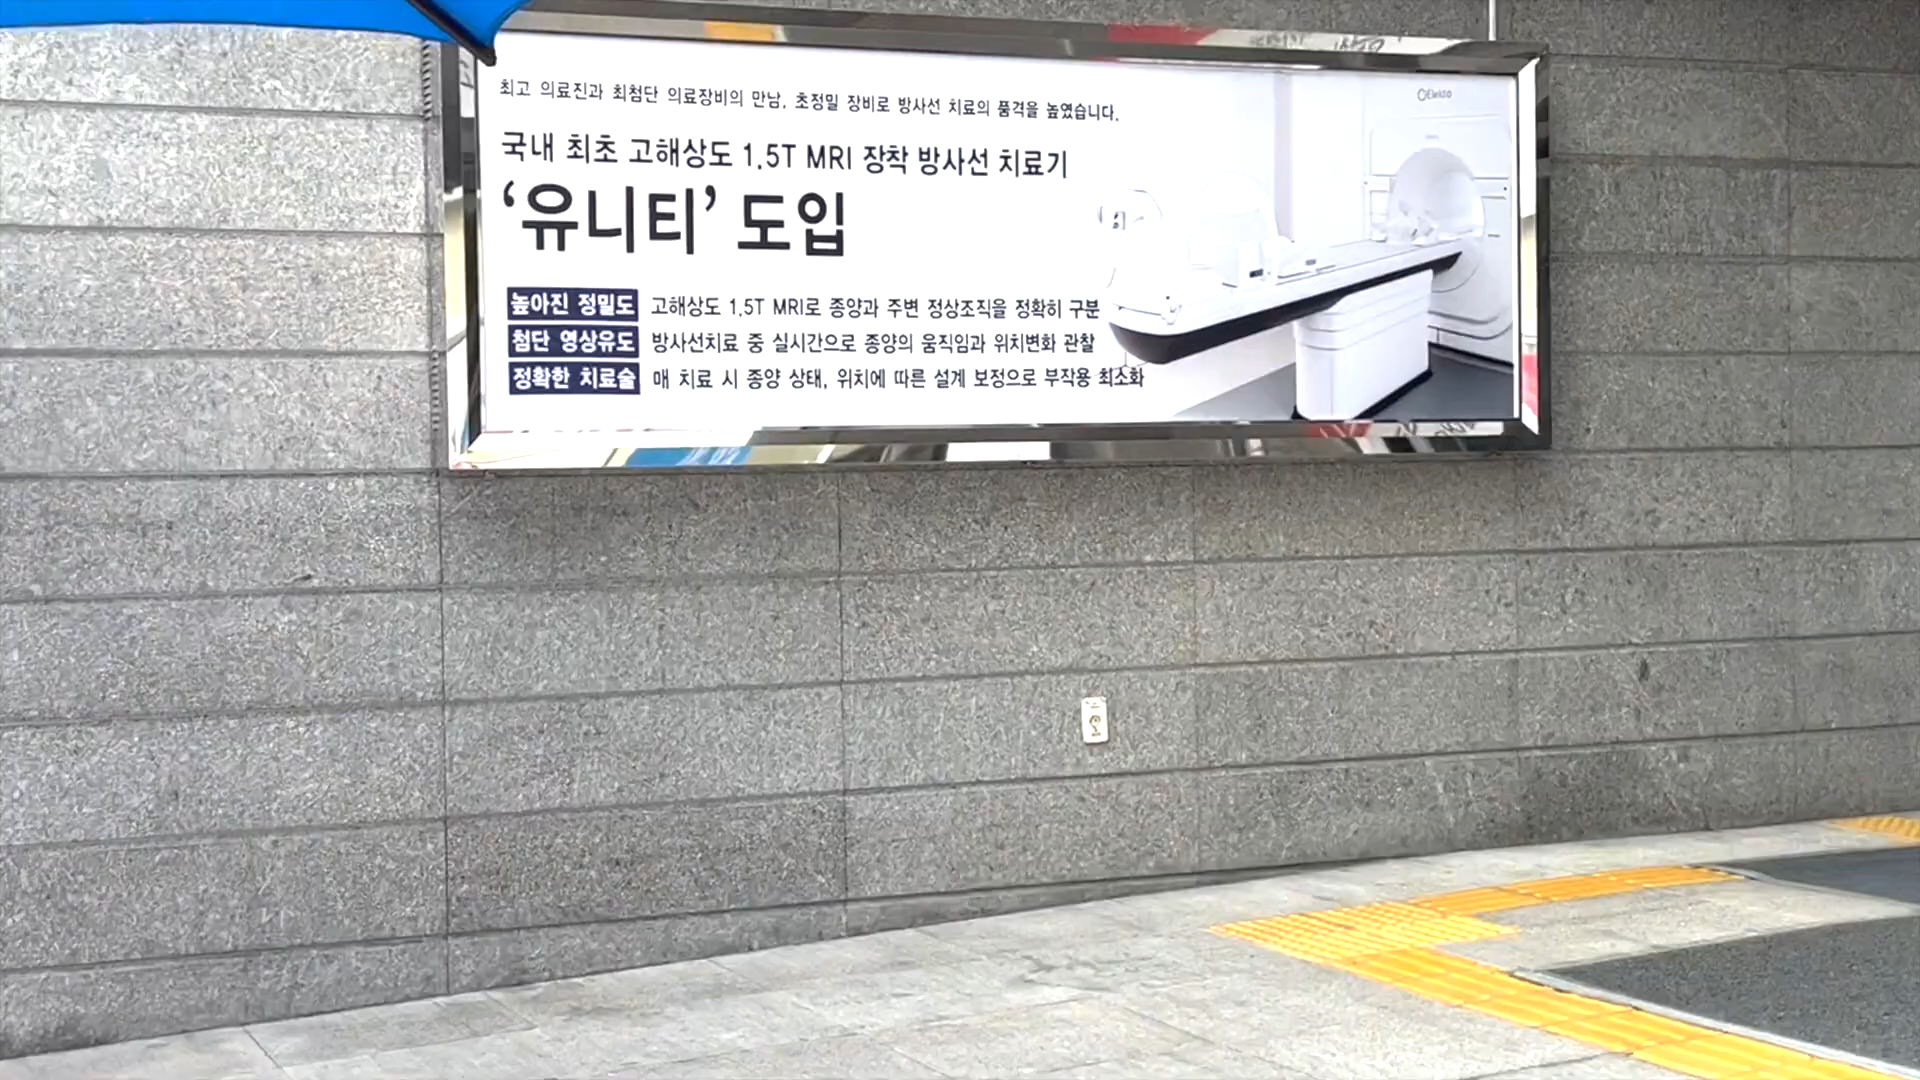 최고 의료진과 최첨단 의료장비의 만남, 초정밀 장비로 방사선 치료의 품격을 높였습니다.
국내 최초 고해상도 1.5T MRI 장착 방사선 치료기
‘유니티’ 도입
높아진 정밀도 고해상도 1.5T MRI로 종양과 주변 정상조직을 정확히 구분
첨단 영상유도 방사선치료 중 실시간으로 종양의 움직임과 위치변화 관찰
정확한 치료술 매 치료 시 종양 상태, 위치에 따른 설계 보정으로 부작용 최소화
Elekta